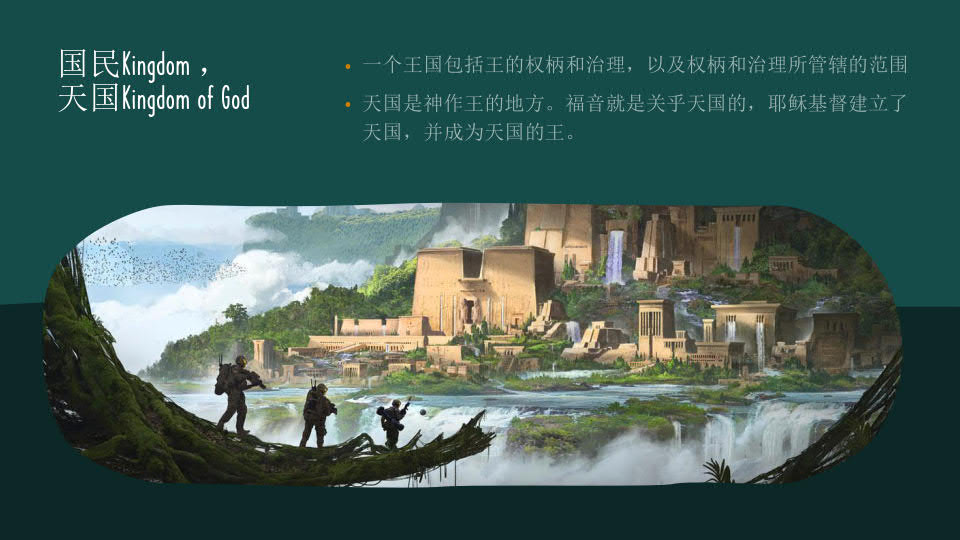 国民Kingdom，
天国Kingdom of God
• 一个王国包括王的权柄和治理，以及权柄和治理所管辖的范围
• 天国是神作王的地方。福音就是关乎天国的，耶稣基督建立了
天国，并成为天国的王。